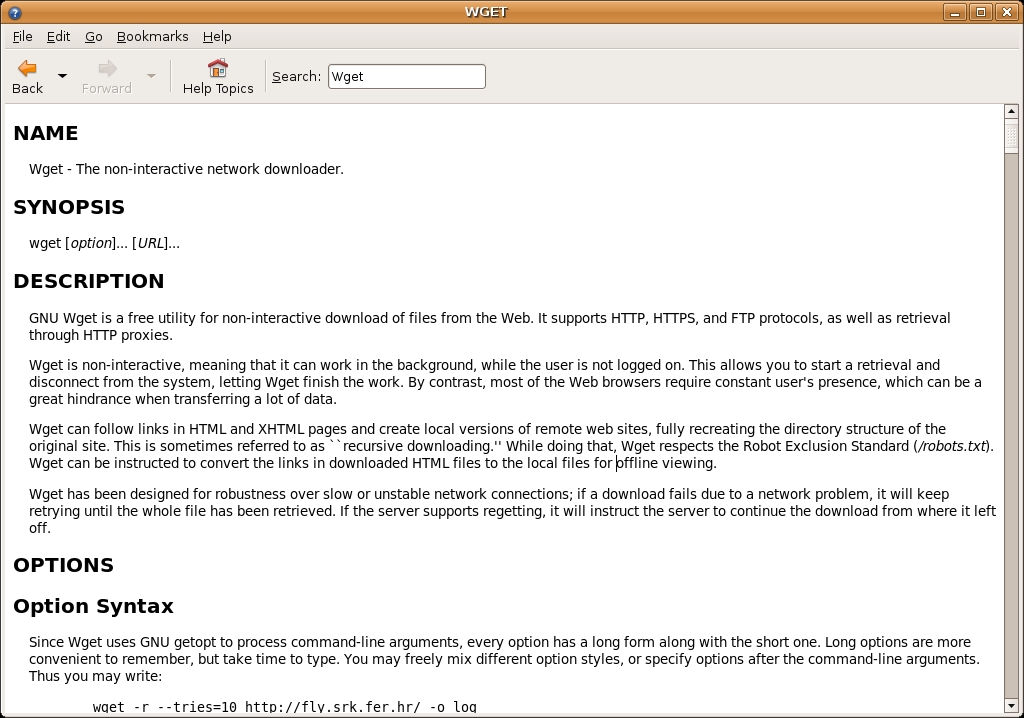 WGET
File Edit Go Bookmarks Help
Back Forward Help Topics Search: Wget
NAME
Wget - The non-interactive network downloader.
SYNOPSIS
wget [option]... [URL]...
DESCRIPTION
GNU Wget is a free utility for non-interactive download of files from the Web. It supports HTTP, HTTPS, and FTP protocols, as well as retrieval
through HTTP proxies.
Wget is non-interactive, meaning that it can work in the background, while the user is not logged on. This allows you to start a retrieval and
disconnect from the system, letting Wget finish the work. By contrast, most of the Web browsers require constant user's presence, which can be a
great hindrance when transferring a lot of data.
Wget can follow links in HTML and XHTML pages and create local versions of remote web sites, fully recreating the directory structure of the
original site. This is sometimes referred to as ``recursive downloading.'' While doing that, Wget respects the Robot Exclusion Standard (/robots.txt).
Wget can be instructed to convert the links in downloaded HTML files to the local files for offline viewing.
Wget has been designed for robustness over slow or unstable network connections; if a download fails due to a network problem, it will keep
retrying until the whole file has been retrieved. If the server supports regetting, it will instruct the server to continue the download from where it left
off.
OPTIONS
Option Syntax
Since Wget uses GNU getopt to process command-line arguments, every option has a long form along with the short one. Long options are more
convenient to remember, but take time to type. You may freely mix different option styles, or specify options after the command-line arguments.
Thus you may write:
wget -r --tries=10 http://fly.srk.fer.hr/ -o log